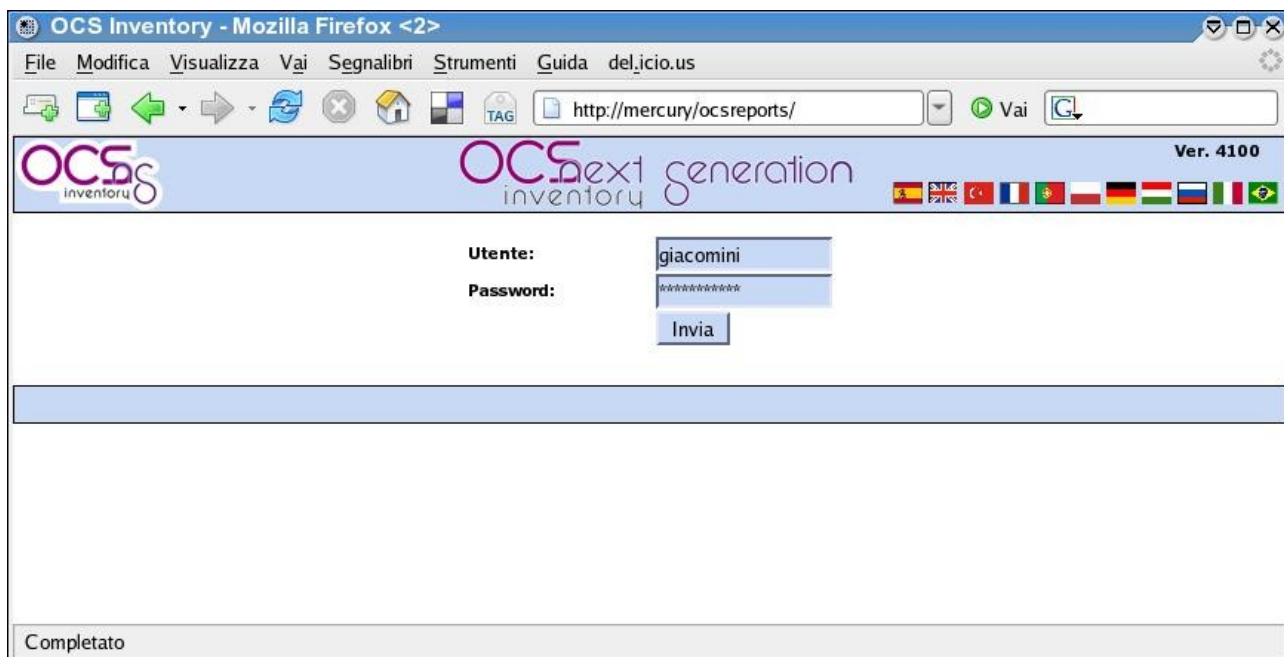 OCS Inventory - Mozilla Firefox <2>
File Modifica Visualizza Vai Segnalibri Strumenti Guida del.icio.us
TAG http://mercury/ocsreports/ Vai G
OCS ng inventory
OCS inventory next generation
Ver. 4100
Utente: giacomini
Password: ***********
Invia
Completato